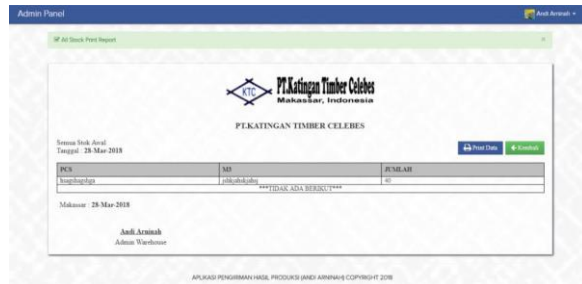 Admin Panel
Andi Arninah
All Stock Print Report
×
KTC
PT.Katingan Timber Celebes
Makassar, Indonesia
PT.KATINGAN TIMBER CELEBES
Semua Stok Awal
Tanggal : 28-Mar-2018
Print Data
Kembali
PCS M3 JUMLAH
40
***TIDAK ADA BERIKUT***
Makassar : 28-Mar-2018
Andi Arninah
Admin Warehouse
APLIKASI PENGIRIMAN HASIL PRODUKSI (ANDI ARNINAH) COPYRIGHT 2018